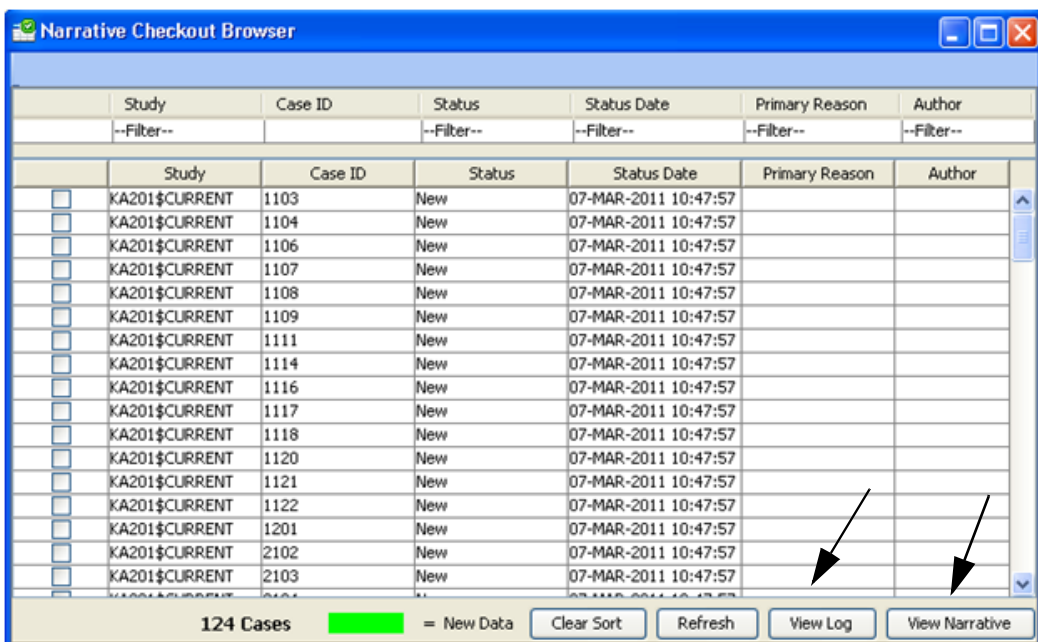 Narrative Checkout Browser
Study Case ID Status Status Date Primary Reason Author
--Filter-- --Filter-- --Filter-- --Filter-- --Filter--
Study Case ID Status Status Date Primary Reason Author
KA201$CURRENT 1103 New 07-MAR-2011 10:47:57
KA201$CURRENT 1104 New 07-MAR-2011 10:47:57
KA201$CURRENT 1106 New 07-MAR-2011 10:47:57
KA201$CURRENT 1107 New 07-MAR-2011 10:47:57
KA201$CURRENT 1108 New 07-MAR-2011 10:47:57
KA201$CURRENT 1109 New 07-MAR-2011 10:47:57
KA201$CURRENT 1111 New 07-MAR-2011 10:47:57
KA201$CURRENT 1114 New 07-MAR-2011 10:47:57
KA201$CURRENT 1116 New 07-MAR-2011 10:47:57
KA201$CURRENT 1117 New 07-MAR-2011 10:47:57
KA201$CURRENT 1118 New 07-MAR-2011 10:47:57
KA201$CURRENT 1120 New 07-MAR-2011 10:47:57
KA201$CURRENT 1121 New 07-MAR-2011 10:47:57
KA201$CURRENT 1122 New 07-MAR-2011 10:47:57
KA201$CURRENT 1201 New 07-MAR-2011 10:47:57
KA201$CURRENT 2102 New 07-MAR-2011 10:47:57
KA201$CURRENT 2103 New 07-MAR-2011 10:47:57
124 Cases = New Data Clear Sort Refresh View Log View Narrative